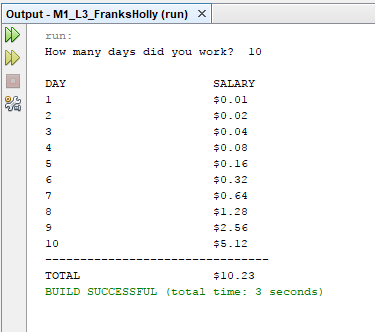 Output - M1_L3_FranksHolly (run) ×
run:
How many days did you work?  10
DAY                     SALARY
1                       $0.01
2                       $0.02
3                       $0.04
4                       $0.08
5                       $0.16
6                       $0.32
7                       $0.64
8                       $1.28
9                       $2.56
10                      $5.12
--------------------------------
TOTAL                   $10.23
BUILD SUCCESSFUL (total time: 3 seconds)